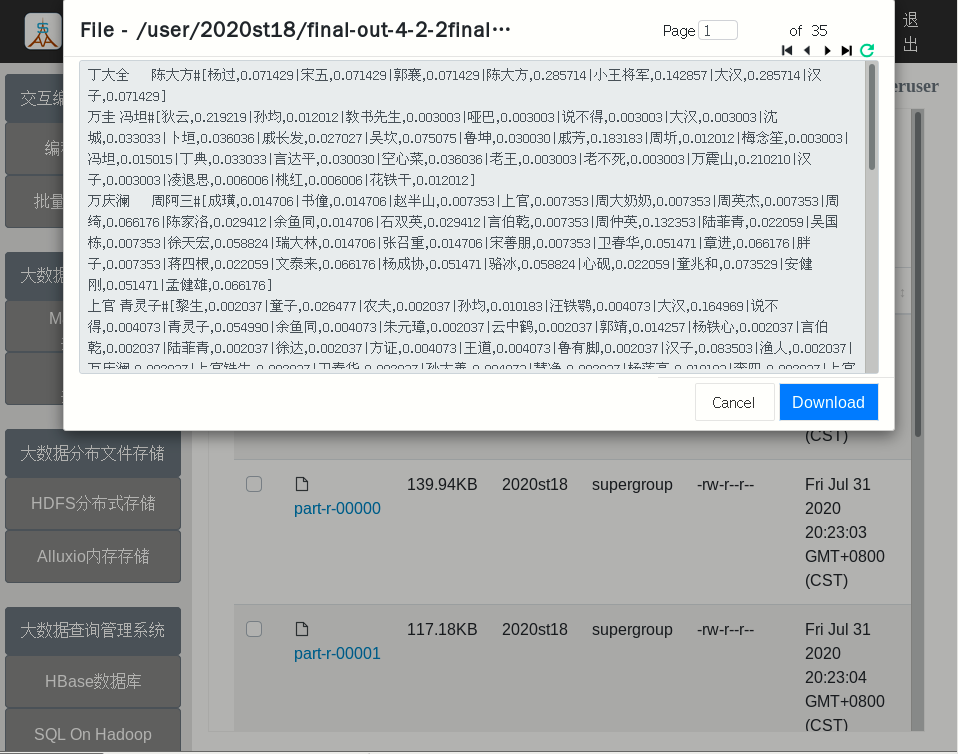 File - /user/2020st18/final-out-4-2-2final···
Page 1 of 35
丁大全 陈大方#[杨过,0.071429|宋五,0.071429|郭襄,0.071429|陈大方,0.285714|小王将军,0.142857|大汉,0.285714|汉
子,0.071429]
万圭 冯坦#[狄云,0.219219|孙均,0.012012|教书先生,0.003003|哑巴,0.003003|说不得,0.003003|大汉,0.003003|沈
城,0.033033|卜垣,0.036036|戚长发,0.027027|吴坎,0.075075|鲁坤,0.030030|戚芳,0.183183|周圻,0.012012|梅念笙,0.003003|
冯坦,0.015015|丁典,0.033033|言达平,0.030030|空心菜,0.036036|老王,0.003003|老不死,0.003003|万震山,0.210210|汉
子,0.003003|凌退思,0.006006|桃红,0.006006|花铁干,0.012012]
万庆澜 周阿三#[成璜,0.014706|书僮,0.014706|赵半山,0.007353|上官,0.007353|周大奶奶,0.007353|周英杰,0.007353|周
绮,0.066176|陈家洛,0.029412|余鱼同,0.014706|石双英,0.029412|言伯乾,0.007353|周仲英,0.132353|陆菲青,0.022059|吴国
栋,0.007353|徐天宏,0.058824|瑞大林,0.014706|张召重,0.014706|宋善朋,0.007353|卫春华,0.051471|章进,0.066176|胖
子,0.007353|蒋四根,0.022059|文泰来,0.066176|杨成协,0.051471|骆冰,0.058824|心砚,0.022059|童兆和,0.073529|安健
刚,0.051471|孟健雄,0.066176]
上官 青灵子#[黎生,0.002037|童子,0.026477|农夫,0.002037|孙均,0.010183|汪铁鹗,0.004073|大汉,0.164969|说不
得,0.004073|青灵子,0.054990|余鱼同,0.004073|朱元璋,0.002037|云中鹤,0.002037|郭靖,0.014257|杨铁心,0.002037|言伯
乾,0.002037|陆菲青,0.002037|徐达,0.002037|方证,0.004073|王道,0.004073|鲁有脚,0.002037|汉子,0.083503|渔人,0.002037|
Cancel
Download
退
出
eruser
交互编
编
批量
大数据
M
大数据分布文件存储
HDFS分布式存储
Alluxio内存存储
大数据查询管理系统
HBase数据库
SQL On Hadoop
(CST)
part-r-00000 139.94KB 2020st18 supergroup -rw-r--r-- Fri Jul 31
2020
20:23:03
GMT+0800
(CST)
part-r-00001 117.18KB 2020st18 supergroup -rw-r--r-- Fri Jul 31
2020
20:23:04
GMT+0800
(CST)